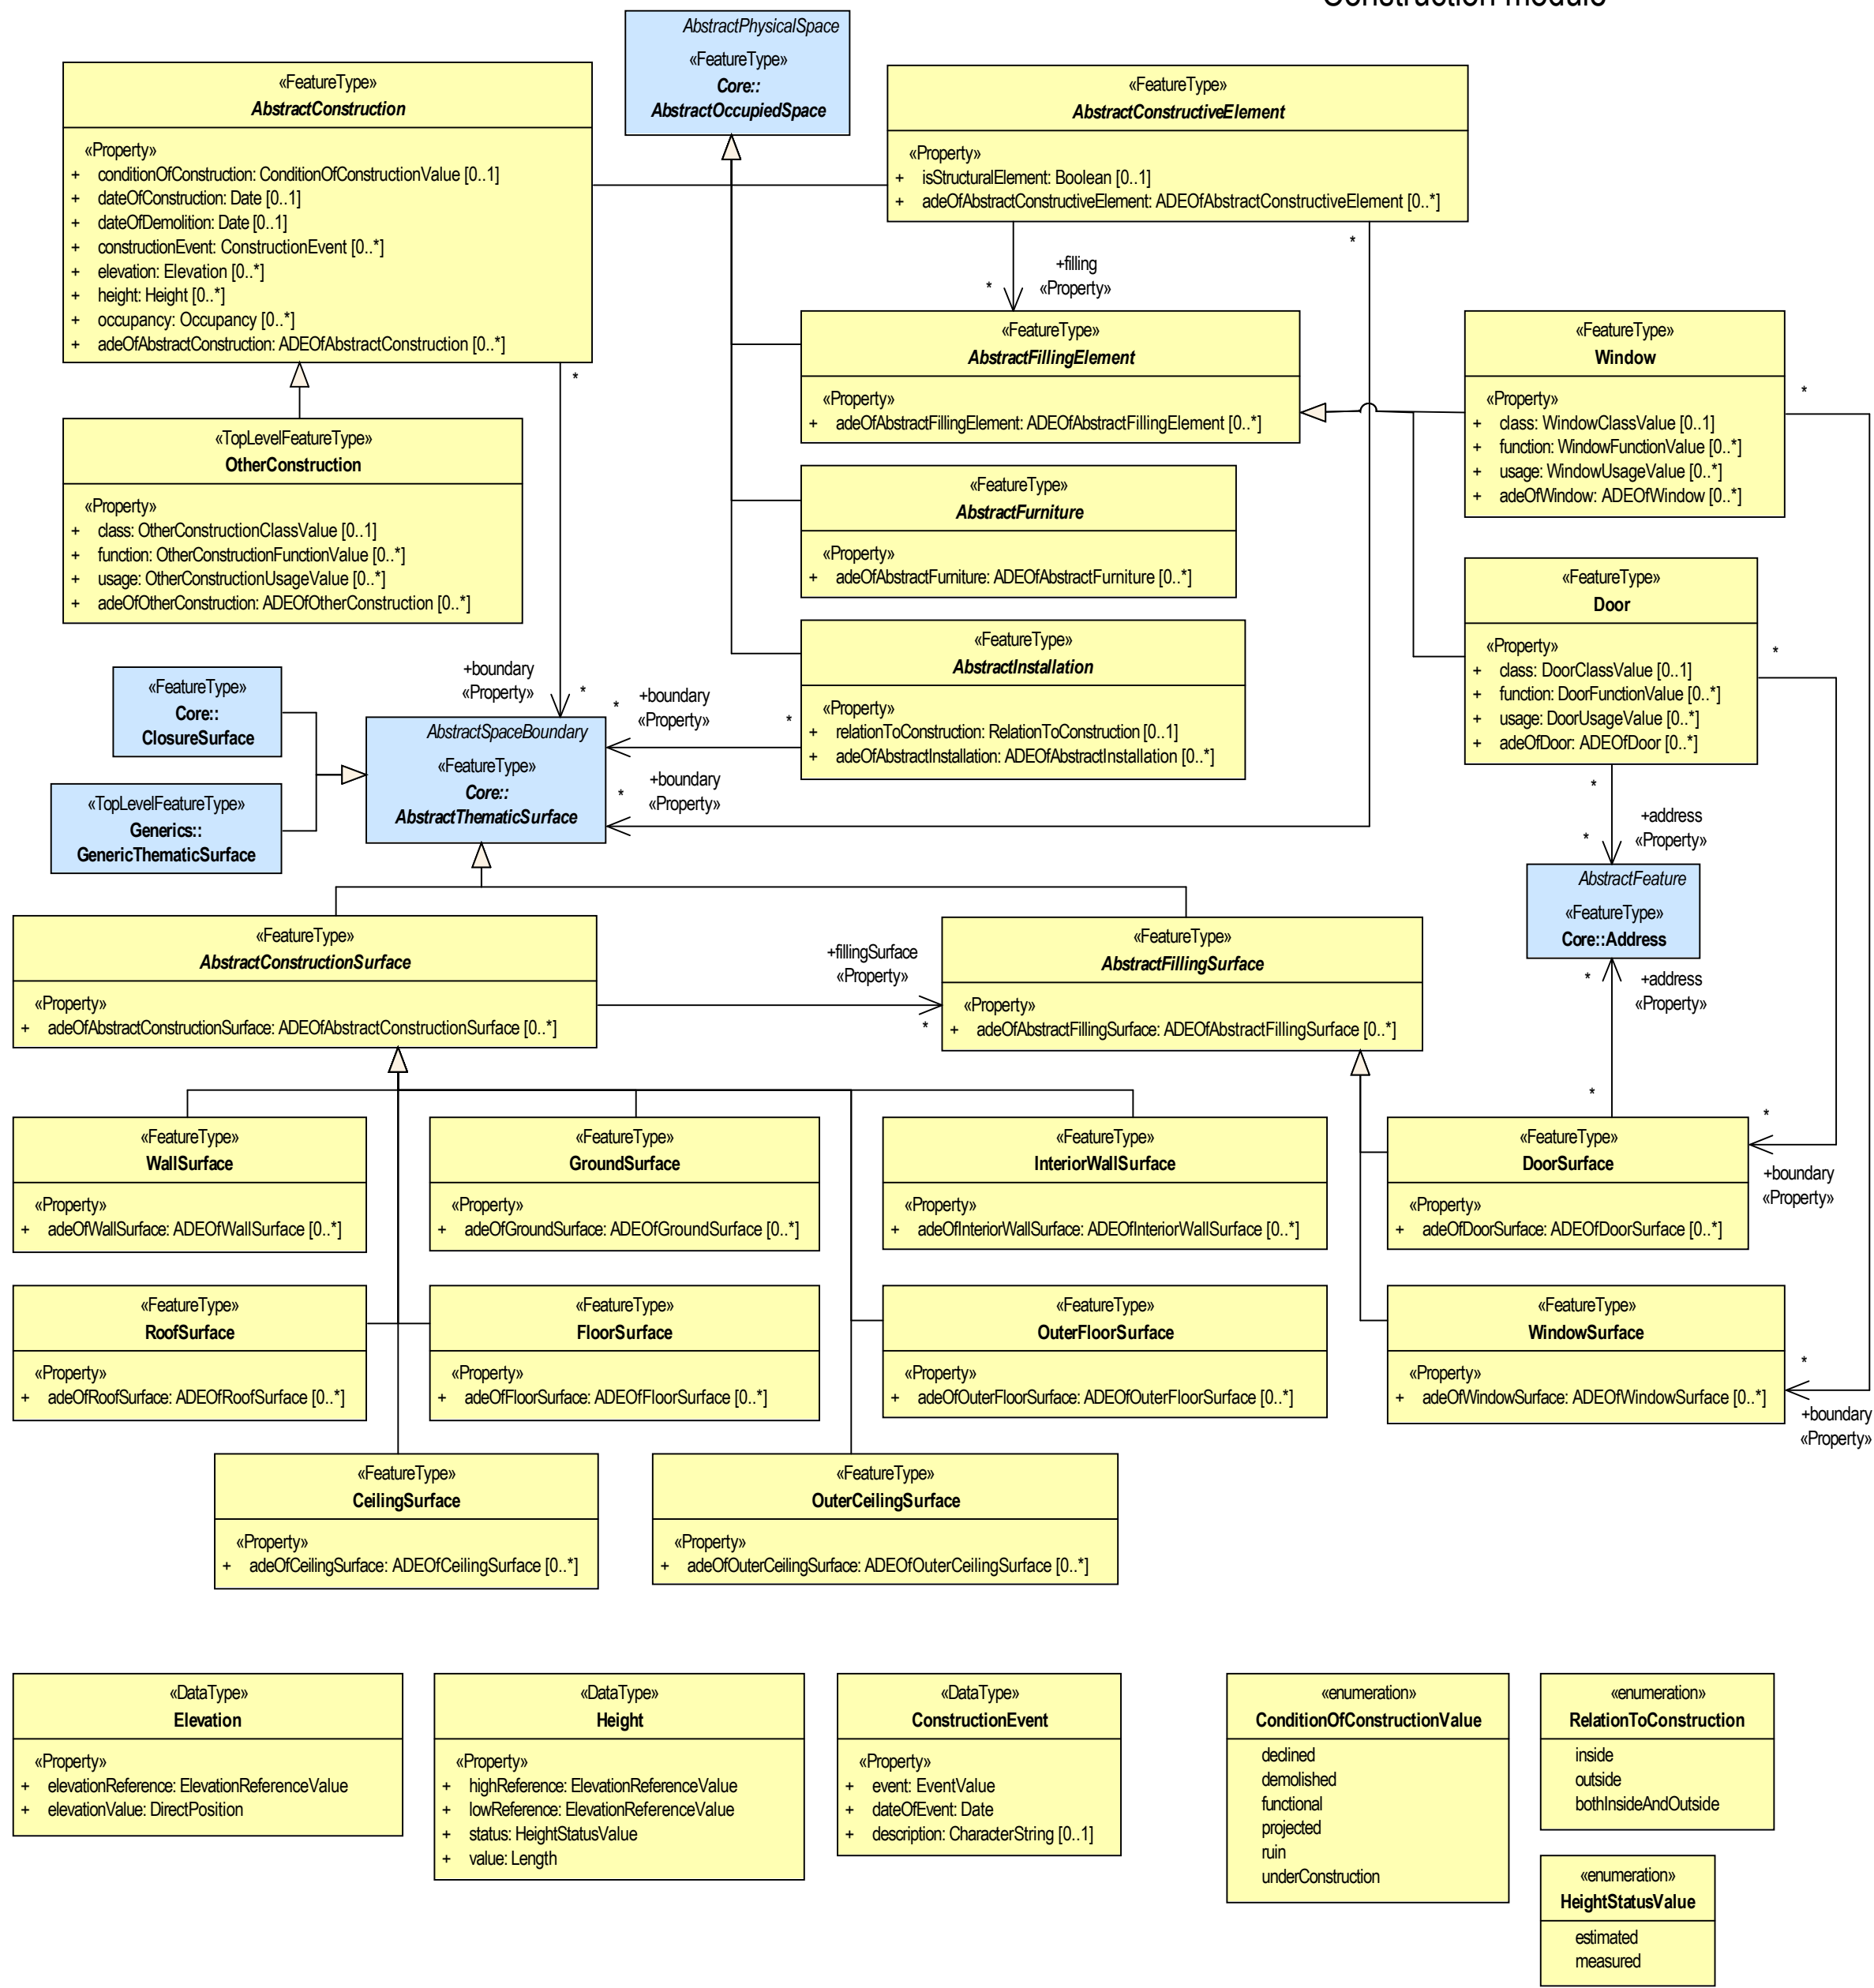 Construction module
AbstractPhysicalSpace
«FeatureType»
Core::
AbstractOccupiedSpace
«FeatureType»
AbstractConstruction
«Property»
+ conditionOfConstruction: ConditionOfConstructionValue [0..1]
+ dateOfConstruction: Date [0..1]
+ dateOfDemolition: Date [0..1]
+ constructionEvent: ConstructionEvent [0..*]
+ elevation: Elevation [0..*]
+ height: Height [0..*]
+ occupancy: Occupancy [0..*]
+ adeOfAbstractConstruction: ADEOfAbstractConstruction [0..*]
«FeatureType»
AbstractConstructiveElement
«Property»
+ isStructuralElement: Boolean [0..1]
+ adeOfAbstractConstructiveElement: ADEOfAbstractConstructiveElement [0..*]
*
+filling
* «Property»
*
«TopLevelFeatureType»
OtherConstruction
«Property»
+ class: OtherConstructionClassValue [0..1]
+ function: OtherConstructionFunctionValue [0..*]
+ usage: OtherConstructionUsageValue [0..*]
+ adeOfOtherConstruction: ADEOfOtherConstruction [0..*]
«FeatureType»
AbstractFillingElement
«Property»
+ adeOfAbstractFillingElement: ADEOfAbstractFillingElement [0..*]
«FeatureType»
Window
«Property»
+ class: WindowClassValue [0..1]
+ function: WindowFunctionValue [0..*]
+ usage: WindowUsageValue [0..*]
+ adeOfWindow: ADEOfWindow [0..*]
*
«FeatureType»
AbstractFurniture
«Property»
+ adeOfAbstractFurniture: ADEOfAbstractFurniture [0..*]
«FeatureType»
Door
«Property»
+ class: DoorClassValue [0..1]
+ function: DoorFunctionValue [0..*]
+ usage: DoorUsageValue [0..*]
+ adeOfDoor: ADEOfDoor [0..*]
*
«FeatureType»
AbstractInstallation
«Property»
+ relationToConstruction: RelationToConstruction [0..1]
+ adeOfAbstractInstallation: ADEOfAbstractInstallation [0..*]
+boundary
«Property» *
* +boundary
«Property» *
+boundary
* «Property»
«FeatureType»
Core::
ClosureSurface
«TopLevelFeatureType»
Generics::
GenericThematicSurface
AbstractSpaceBoundary
«FeatureType»
Core::
AbstractThematicSurface
*
+address
* «Property»
AbstractFeature
«FeatureType»
Core::Address
* +address
«Property»
*
«FeatureType»
AbstractConstructionSurface
«Property»
+ adeOfAbstractConstructionSurface: ADEOfAbstractConstructionSurface [0..*]
+fillingSurface
«Property»
*
«FeatureType»
AbstractFillingSurface
«Property»
+ adeOfAbstractFillingSurface: ADEOfAbstractFillingSurface [0..*]
«FeatureType»
WallSurface
«Property»
+ adeOfWallSurface: ADEOfWallSurface [0..*]
«FeatureType»
GroundSurface
«Property»
+ adeOfGroundSurface: ADEOfGroundSurface [0..*]
«FeatureType»
InteriorWallSurface
«Property»
+ adeOfInteriorWallSurface: ADEOfInteriorWallSurface [0..*]
«FeatureType»
DoorSurface
«Property»
+ adeOfDoorSurface: ADEOfDoorSurface [0..*]
*
+boundary
«Property»
«FeatureType»
RoofSurface
«Property»
+ adeOfRoofSurface: ADEOfRoofSurface [0..*]
«FeatureType»
FloorSurface
«Property»
+ adeOfFloorSurface: ADEOfFloorSurface [0..*]
«FeatureType»
OuterFloorSurface
«Property»
+ adeOfOuterFloorSurface: ADEOfOuterFloorSurface [0..*]
«FeatureType»
WindowSurface
«Property»
+ adeOfWindowSurface: ADEOfWindowSurface [0..*]
*
+boundary
«Property»
«FeatureType»
CeilingSurface
«Property»
+ adeOfCeilingSurface: ADEOfCeilingSurface [0..*]
«FeatureType»
OuterCeilingSurface
«Property»
+ adeOfOuterCeilingSurface: ADEOfOuterCeilingSurface [0..*]
«DataType»
Elevation
«Property»
+ elevationReference: ElevationReferenceValue
+ elevationValue: DirectPosition
«DataType»
Height
«Property»
+ highReference: ElevationReferenceValue
+ lowReference: ElevationReferenceValue
+ status: HeightStatusValue
+ value: Length
«DataType»
ConstructionEvent
«Property»
+ event: EventValue
+ dateOfEvent: Date
+ description: CharacterString [0..1]
«enumeration»
ConditionOfConstructionValue
declined
demolished
functional
projected
ruin
underConstruction
«enumeration»
RelationToConstruction
inside
outside
bothInsideAndOutside
«enumeration»
HeightStatusValue
estimated
measured